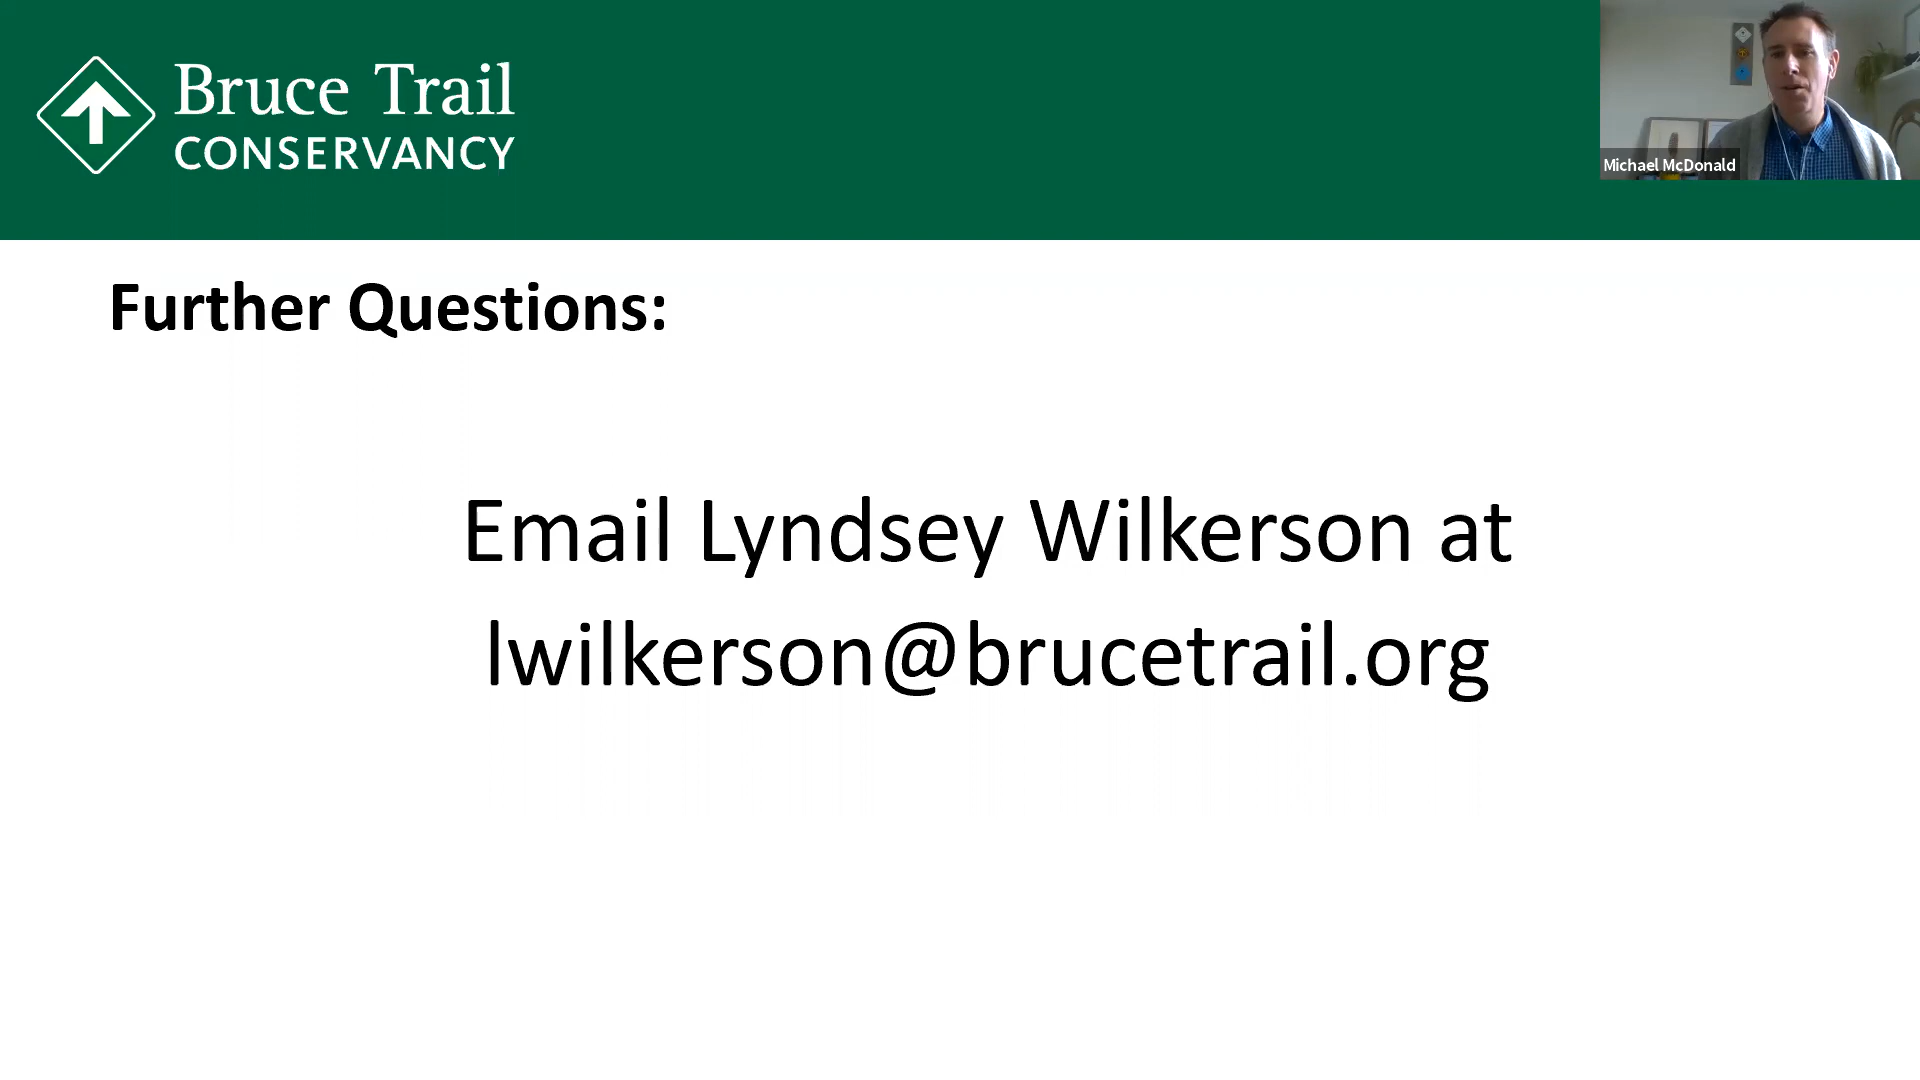 Bruce Trail
CONSERVANCY
Michael McDonald
Further Questions:
Email Lyndsey Wilkerson at
lwilkerson@brucetrail.org